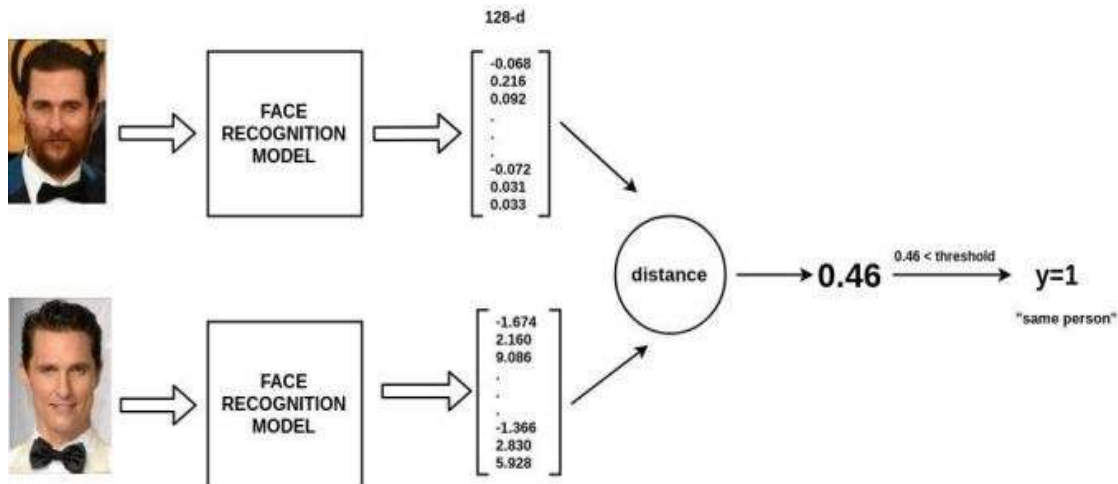 128-d
-0.068
0.216
0.092
.
.
.
-0.072
0.031
0.033
FACE
RECOGNITION
MODEL
distance
0.46
0.46 < threshold
y=1
"same person"
-1.674
2.160
9.086
.
.
.
-1.366
2.830
5.928
FACE
RECOGNITION
MODEL